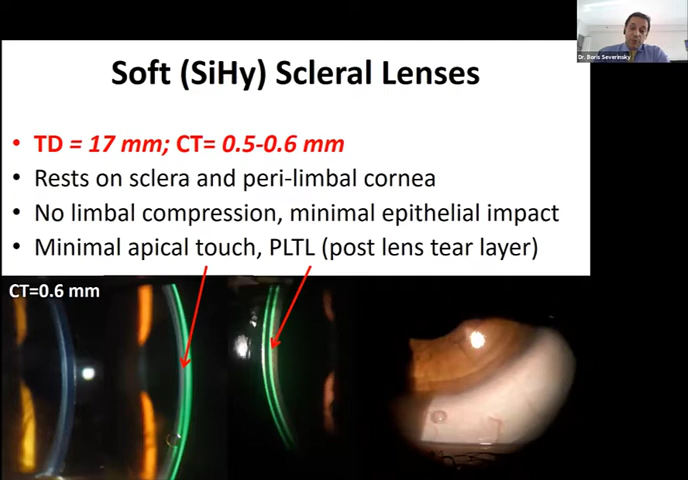 Soft (SiHy) Scleral Lenses
• TD = 17 mm; CT= 0.5-0.6 mm
• Rests on sclera and peri-limbal cornea
• No limbal compression, minimal epithelial impact
• Minimal apical touch, PLTL (post lens tear layer)
CT=0.6 mm
Dr. Boris Severinsky